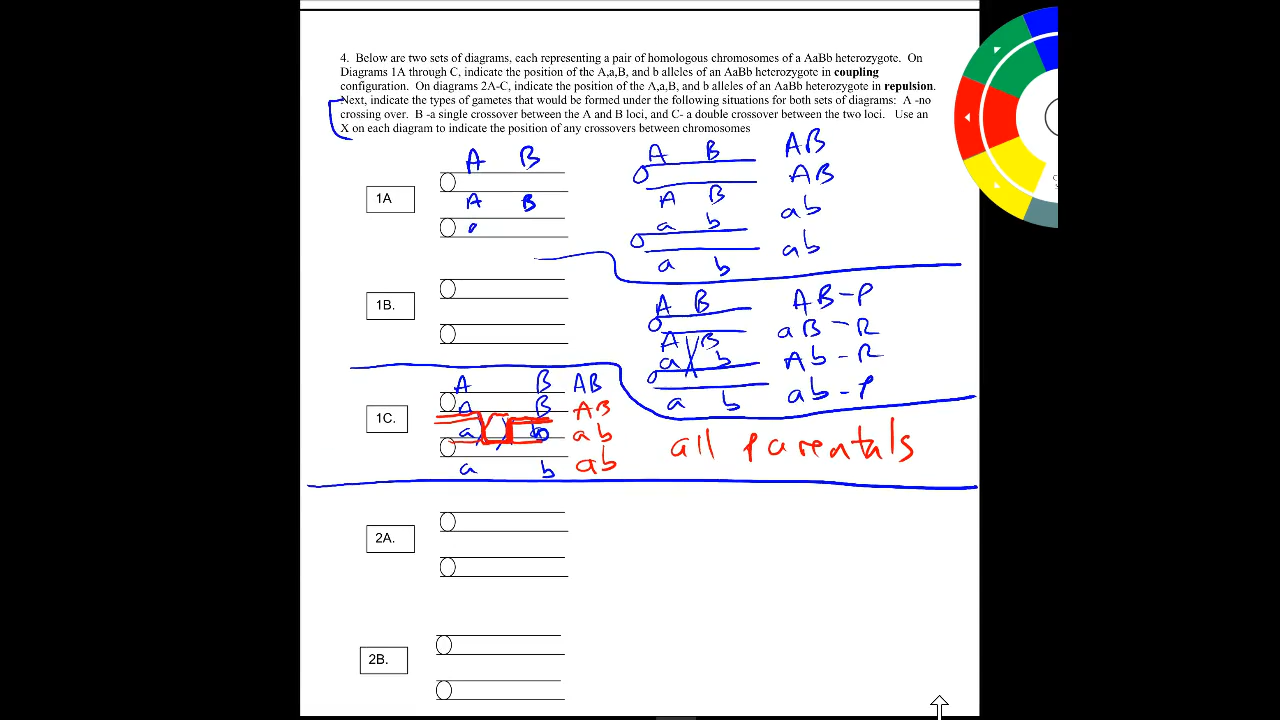 4. Below are two sets of diagrams, each representing a pair of homologous chromosomes of a AaBb heterozygote. On
Diagrams 1A through C, indicate the position of the A,a,B, and b alleles of an AaBb heterozygote in coupling
configuration. On diagrams 2A-C, indicate the position of the A,a,B, and b alleles of an AaBb heterozygote in repulsion.
Next, indicate the types of gametes that would be formed under the following situations for both sets of diagrams: A -no
crossing over. B -a single crossover between the A and B loci, and C- a double crossover between the two loci. Use an
X on each diagram to indicate the position of any crossovers between chromosomes
A B
A B
AB
1A
A B
A B
AB
a b
ab
a b
ab
1B.
A B
AB-P
A B
aB-R
a b
Ab-R
a b
ab-P
1C.
A B AB
A B AB
a b ab
a b ab
all parentals
2A.
2B.